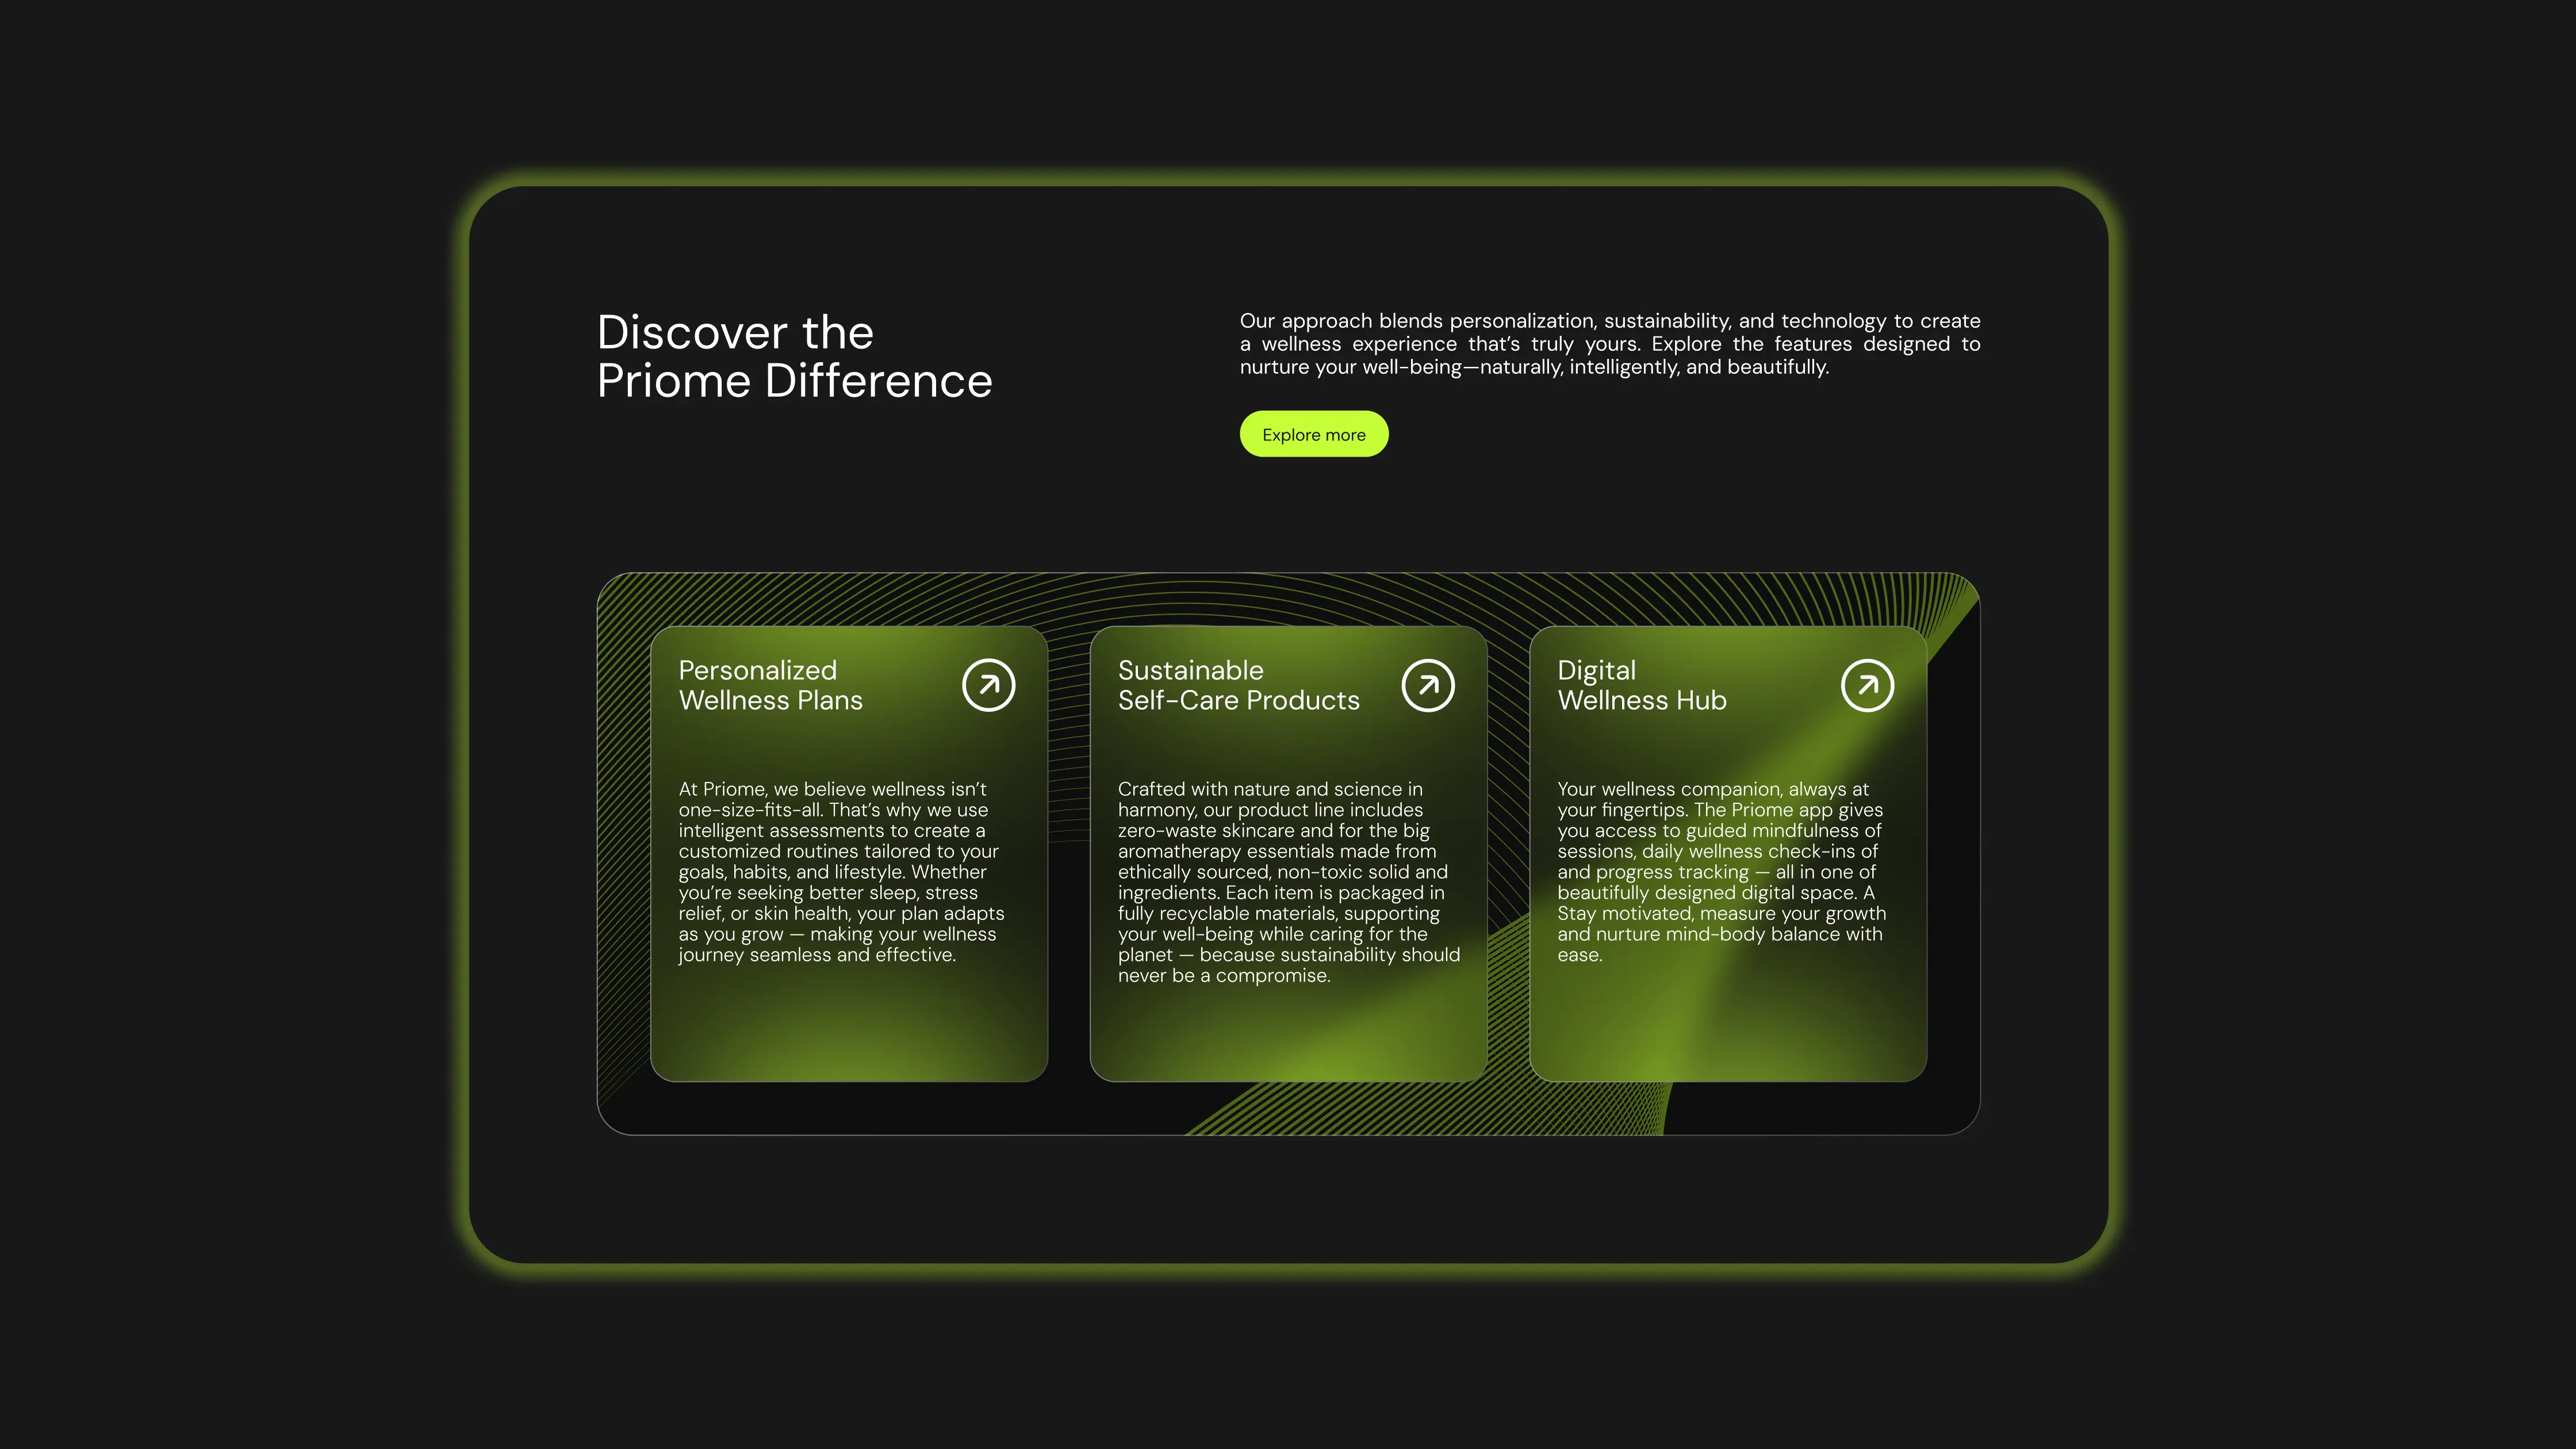 Discover the
Priome Difference
Our approach blends personalization, sustainability, and technology to create
a wellness experience that’s truly yours. Explore the features designed to
nurture your well-being—naturally, intelligently, and beautifully.
Explore more
Personalized
Wellness Plans
At Priome, we believe wellness isn’t
one-size-fits-all. That’s why we use
intelligent assessments to create a
customized routines tailored to your
goals, habits, and lifestyle. Whether
you’re seeking better sleep, stress
relief, or skin health, your plan adapts
as you grow — making your wellness
journey seamless and effective.
Sustainable
Self-Care Products
Crafted with nature and science in
harmony, our product line includes
zero-waste skincare and for the big
aromatherapy essentials made from
ethically sourced, non-toxic solid and
ingredients. Each item is packaged in
fully recyclable materials, supporting
your well-being while caring for the
planet — because sustainability should
never be a compromise.
Digital
Wellness Hub
Your wellness companion, always at
your fingertips. The Priome app gives
you access to guided mindfulness of
sessions, daily wellness check-ins of
and progress tracking — all in one of
beautifully designed digital space. A
Stay motivated, measure your growth
and nurture mind-body balance with
ease.